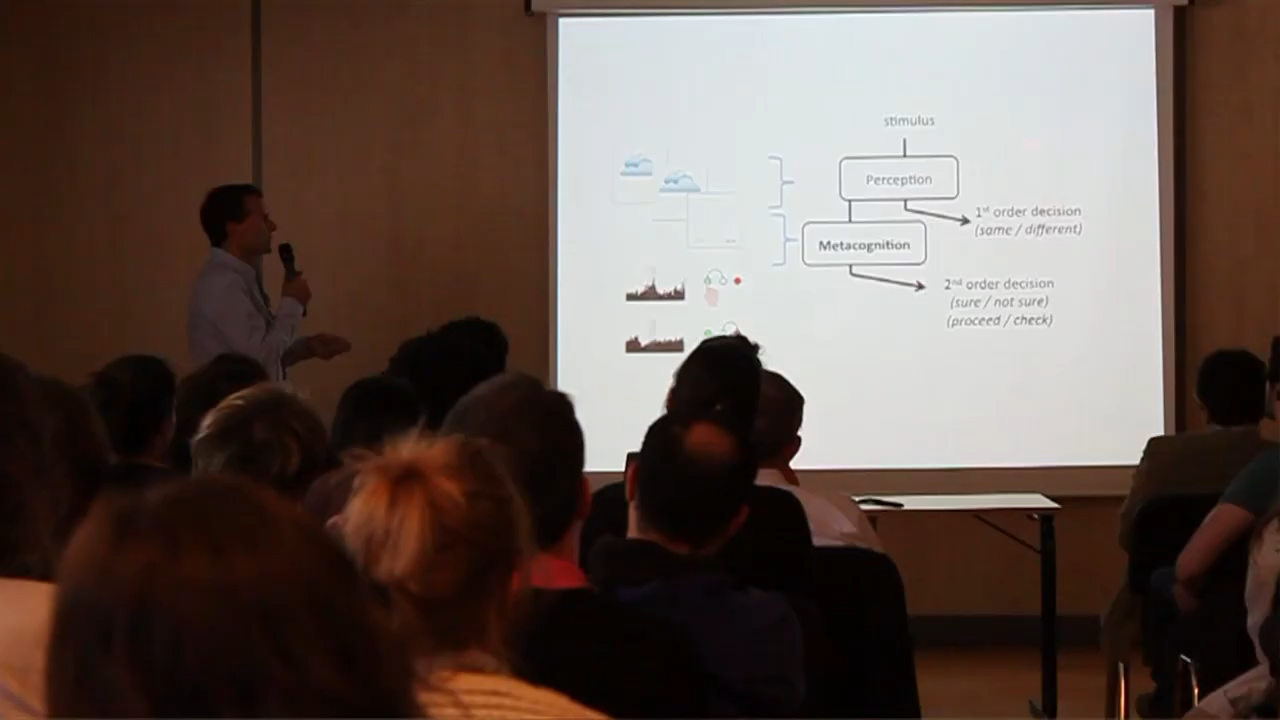 stimulus
Perception
1st order decision
(same / different)
Metacognition
2nd order decision
(sure / not sure)
(proceed / check)